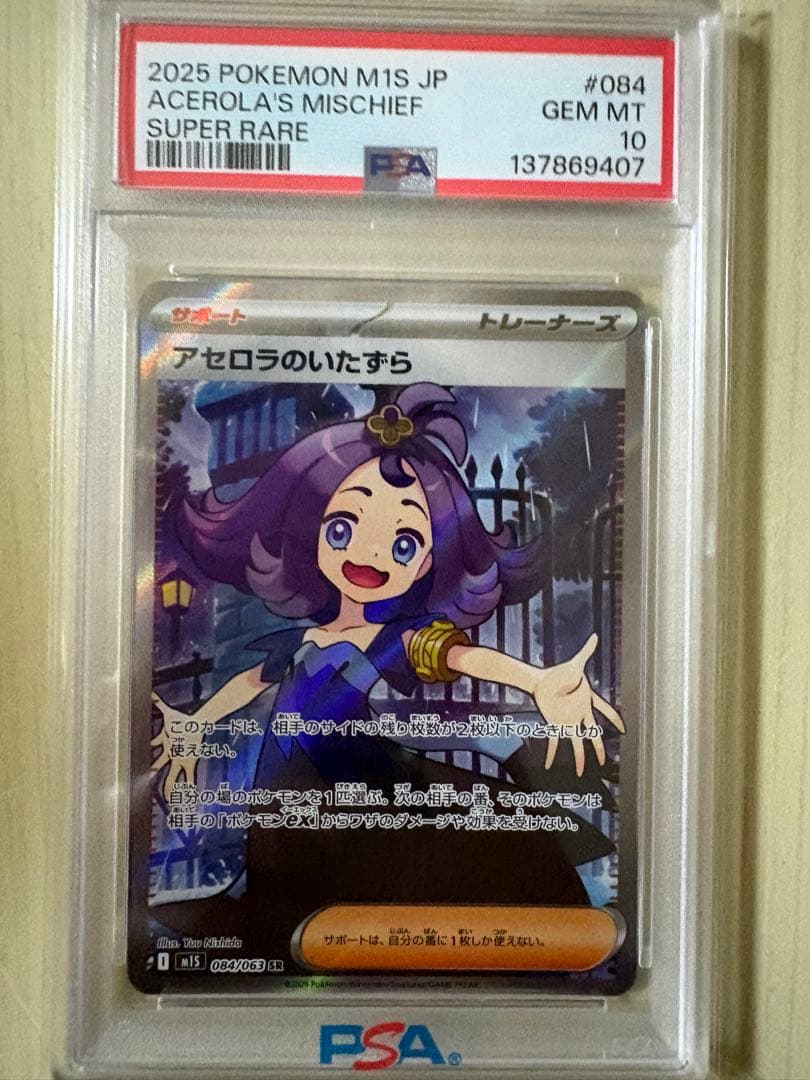 2025 POKEMON M1S JP #084
ACEROLA'S MISCHIEF GEM MT
SUPER RARE 10
PSA 137869407
サポート トレーナーズ
アセロラのいたずら
このカードは、相手のサイドの残り枚数が2枚以下のときにしか
使えない。
自分の場のポケモンを1匹選ぶ。次の相手の番、そのポケモンは
相手の「ポケモンex」からワザのダメージや効果を受けない。
サポートは、自分の番に1枚しか使えない。
Illus. You Nishida
I M1S 084/063 SR
©2025 Pokémon/Nintendo/Creatures/GAME FREAK
PSA®